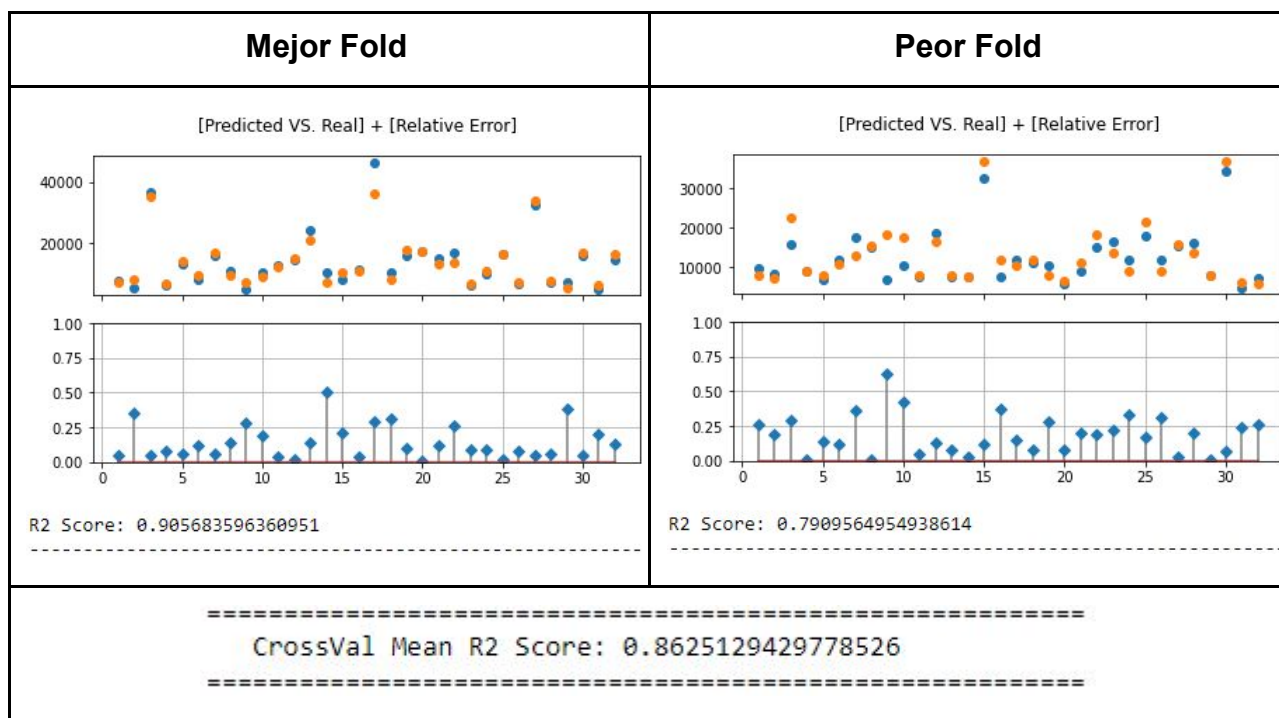 Mejor Fold
Peor Fold
[Predicted VS. Real] + [Relative Error]
40000
20000
1.00
0.75
0.50
0.25
0.00
0 5 10 15 20 25 30
R2 Score: 0.905683596360951
------------------------------------------------------------
[Predicted VS. Real] + [Relative Error]
30000
20000
10000
1.00
0.75
0.50
0.25
0.00
0 5 10 15 20 25 30
R2 Score: 0.7909564954938614
------------------------------------------------------------
============================================================
CrossVal Mean R2 Score: 0.8625129429778526
============================================================